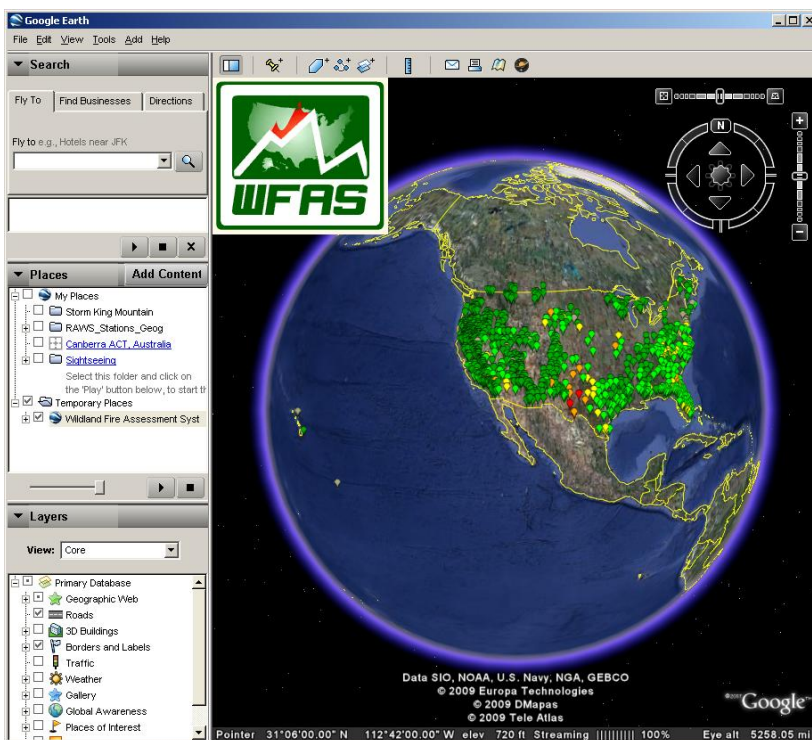 Google Earth
File Edit View Tools Add Help
Search
Fly To Find Businesses Directions
Fly to e.g., Hotels near JFK
Places Add Content
My Places
Storm King Mountain
RAWS_Stations_Geog
Canberra ACT, Australia
Sightseeing
Select this folder and click on
the 'Play' button below, to start th
Temporary Places
Wildland Fire Assessment Syst
Layers
View: Core
Primary Database
Geographic Web
Roads
3D Buildings
Borders and Labels
Traffic
Weather
Gallery
Global Awareness
Places of Interest
WFAS
N
Data SIO, NOAA, U.S. Navy, NGA, GEBCO
© 2009 Europa Technologies
© 2009 DMapas
© 2009 Tele Atlas
Google
Pointer 31°06'00.00" N 112°42'00.00" W elev 720 ft Streaming |||||||||| 100% Eye alt 5258.05 mi